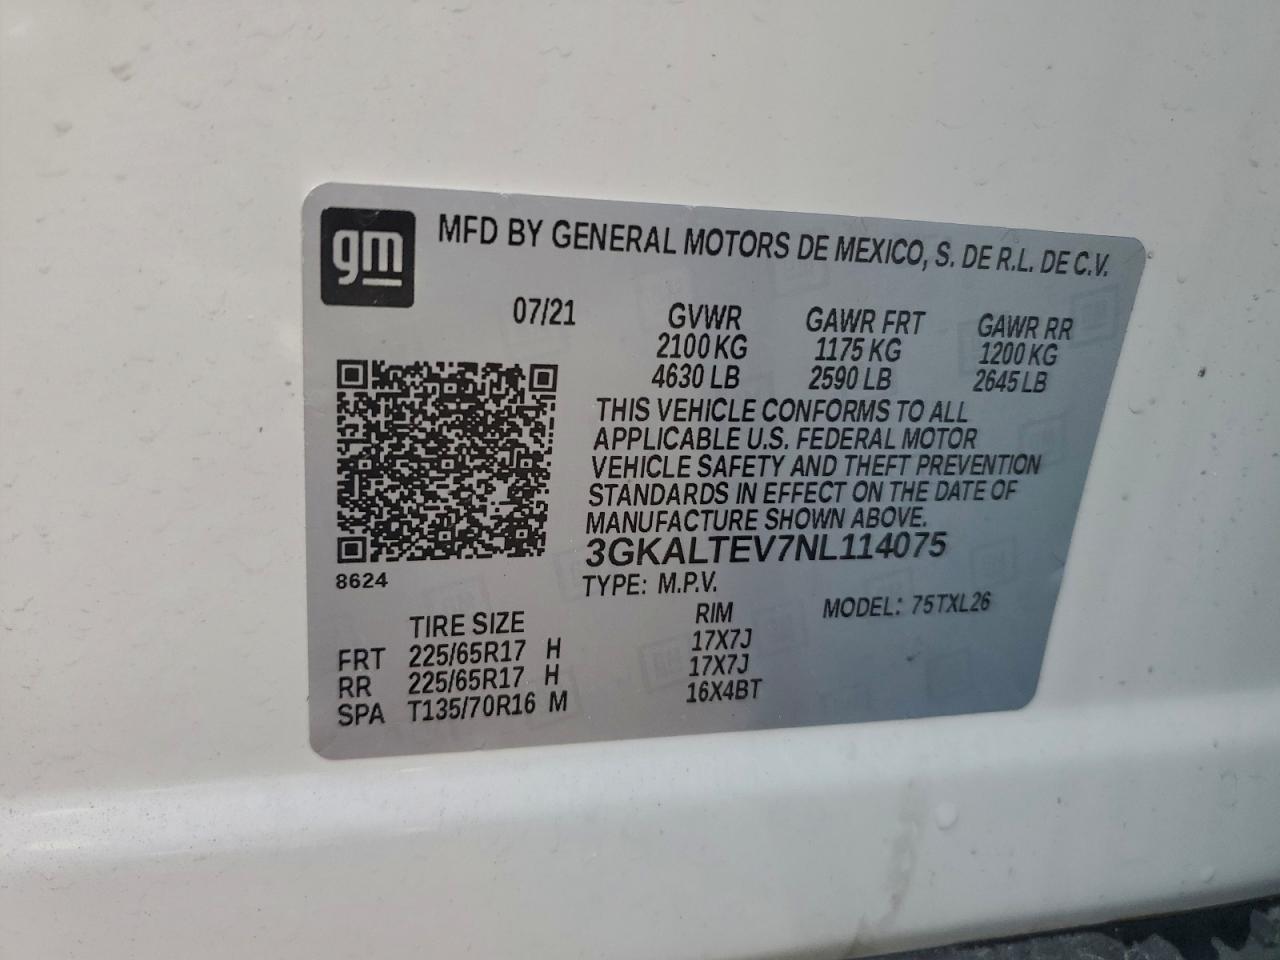 gm
MFD BY GENERAL MOTORS DE MEXICO, S. DE R.L. DE C.V.
07/21 GVWR GAWR FRT GAWR RR
2100 KG 1175 KG 1200 KG
4630 LB 2590 LB 2645 LB
THIS VEHICLE CONFORMS TO ALL
APPLICABLE U.S. FEDERAL MOTOR
VEHICLE SAFETY AND THEFT PREVENTION
STANDARDS IN EFFECT ON THE DATE OF
MANUFACTURE SHOWN ABOVE.
3GKALTEV7NL114075
8624
TYPE: M.P.V. MODEL: 75TXL26
TIRE SIZE RIM
FRT 225/65R17 H 17X7J
RR 225/65R17 H 17X7J
SPA T135/70R16 M 16X4BT